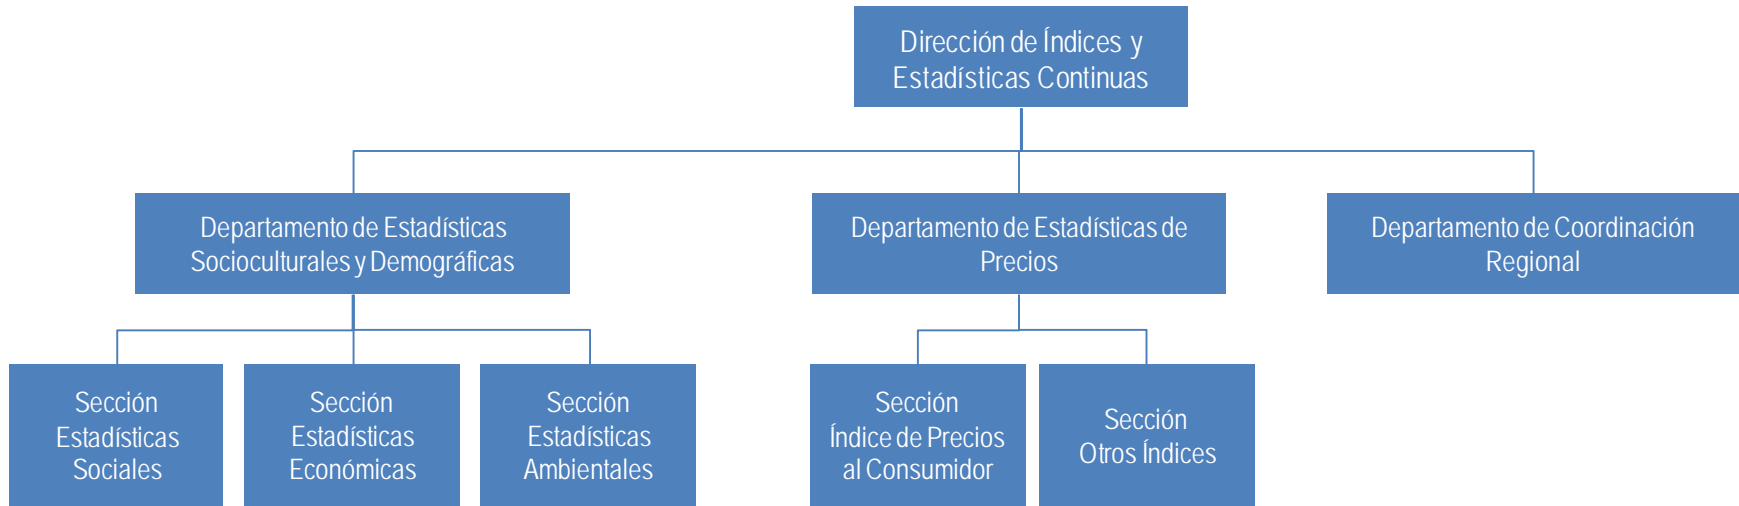 Dirección de Índices y
Estadísticas Continuas
Departamento de Estadísticas
Socioculturales y Demográficas
Departamento de Estadísticas de
Precios
Departamento de Coordinación
Regional
Sección
Estadísticas
Sociales
Sección
Estadísticas
Económicas
Sección
Estadísticas
Ambientales
Sección
Índice de Precios
al Consumidor
Sección
Otros Índices